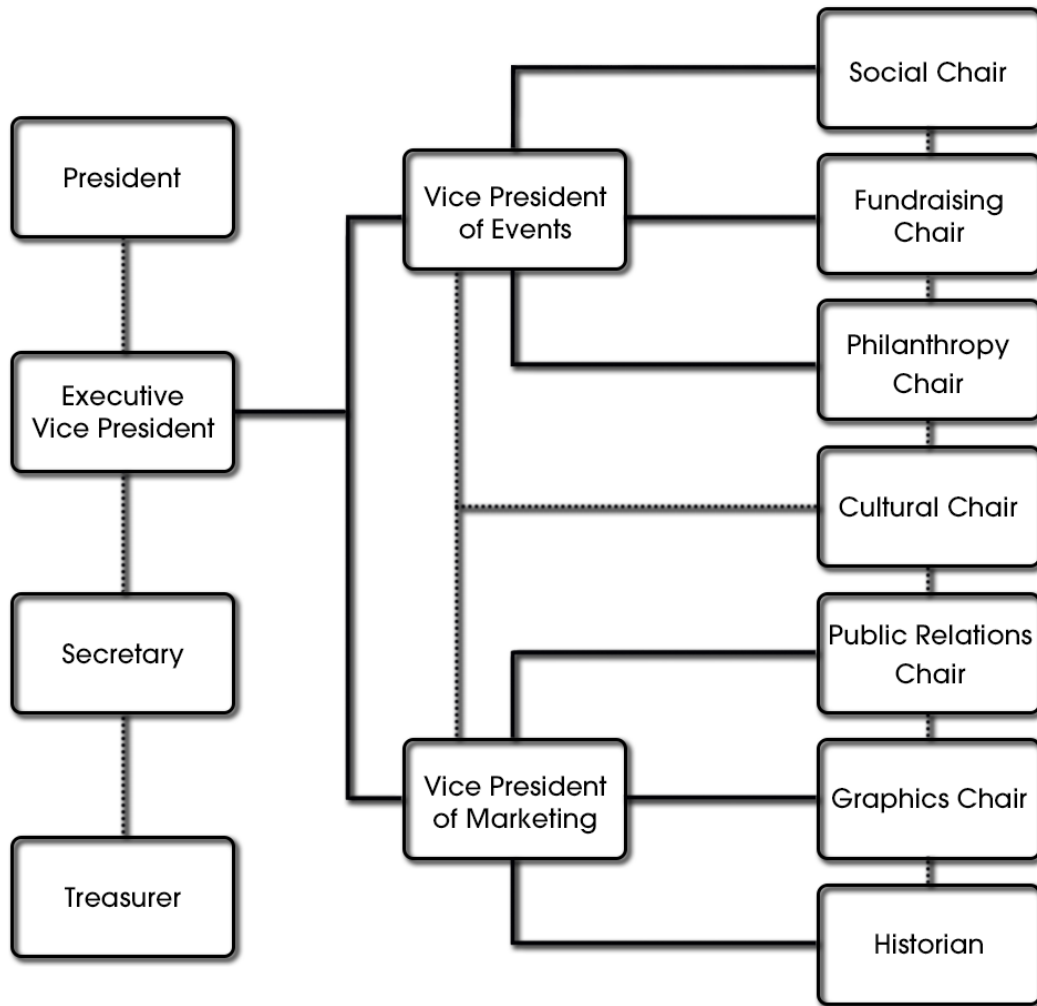 President
Executive
Vice President
Secretary
Treasurer
Vice President
of Events
Vice President
of Marketing
Social Chair
Fundraising
Chair
Philanthropy
Chair
Cultural Chair
Public Relations
Chair
Graphics Chair
Historian